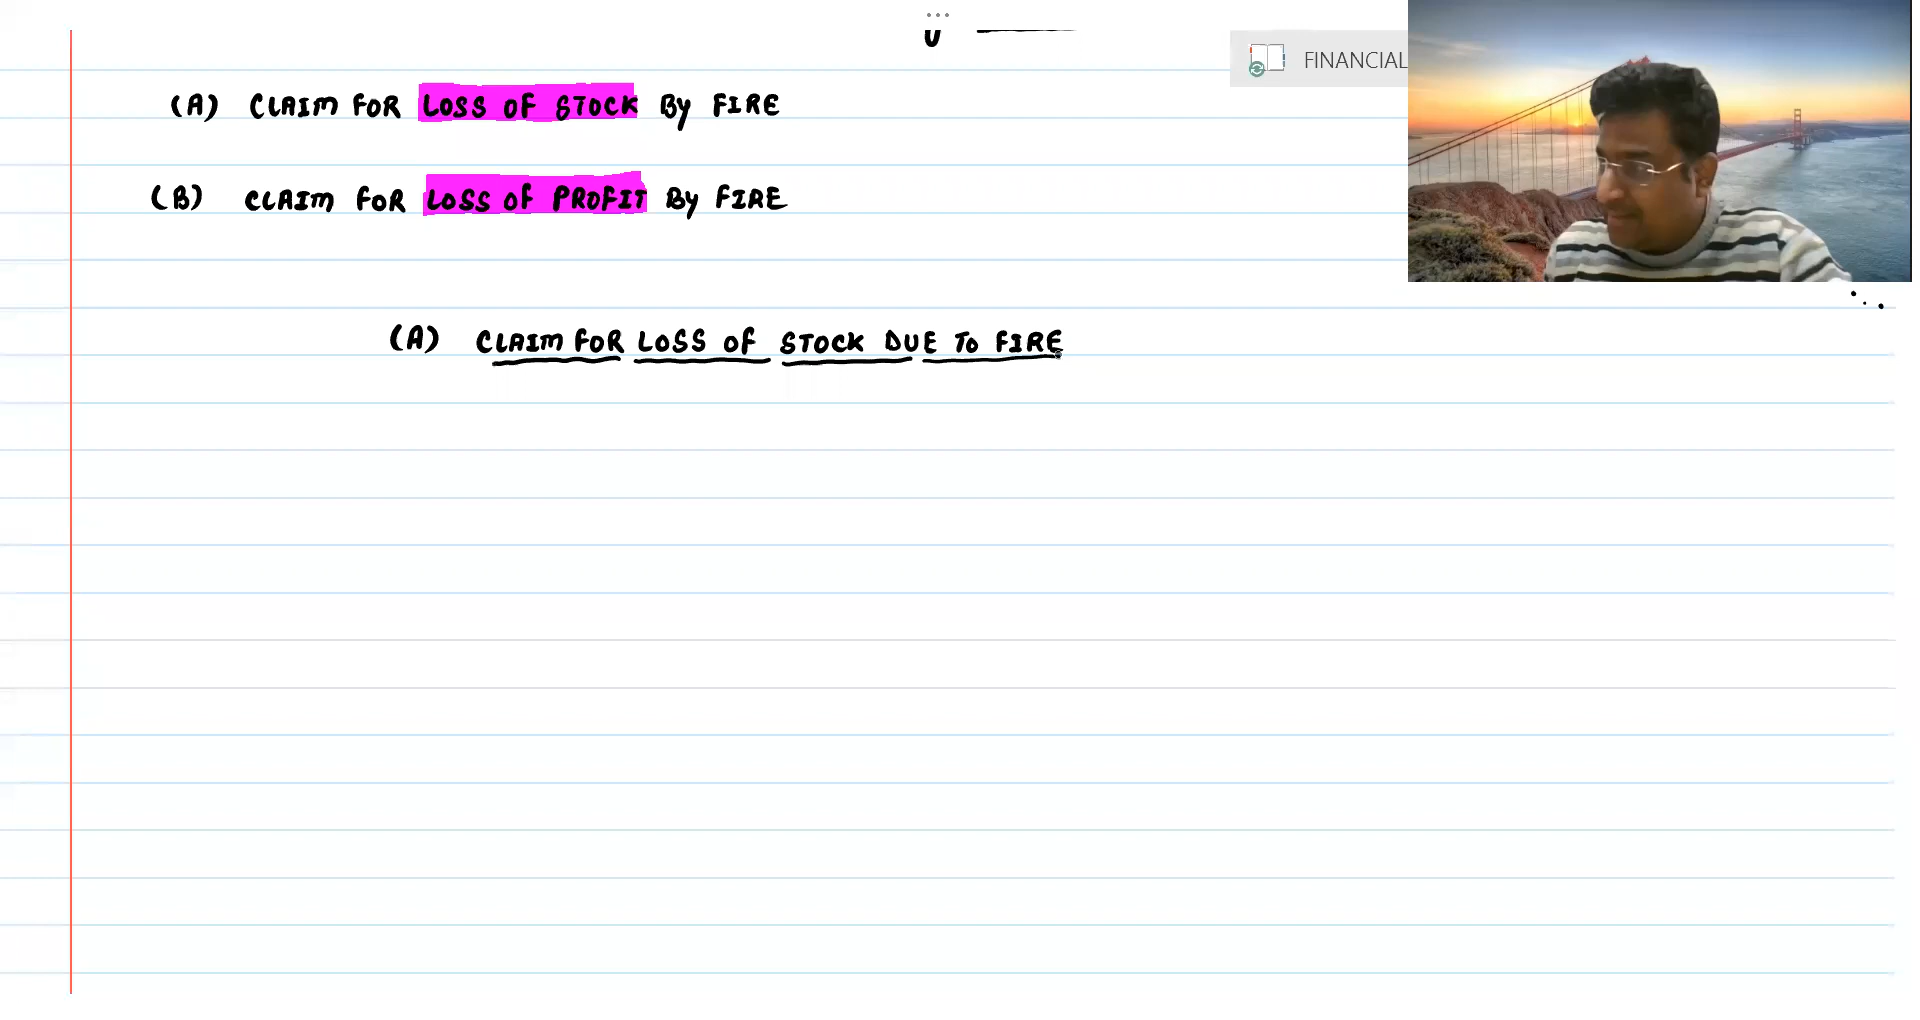 FINANCIAL
(A) CLAIM FOR LOSS OF STOCK By FIRE
(B) CLAIM FOR LOSS OF PROFIT By FIRE
(A) CLAIM FOR LOSS OF STOCK DUE TO FIRE